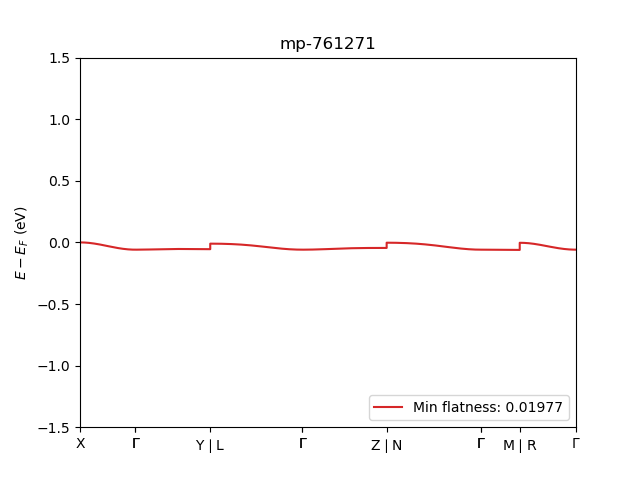 mp-761271
E − E_F (eV)
1.5
1.0
0.5
0.0
−0.5
−1.0
−1.5
Min flatness: 0.01977
X Γ Y | L Γ Z | N Γ M | R Γ